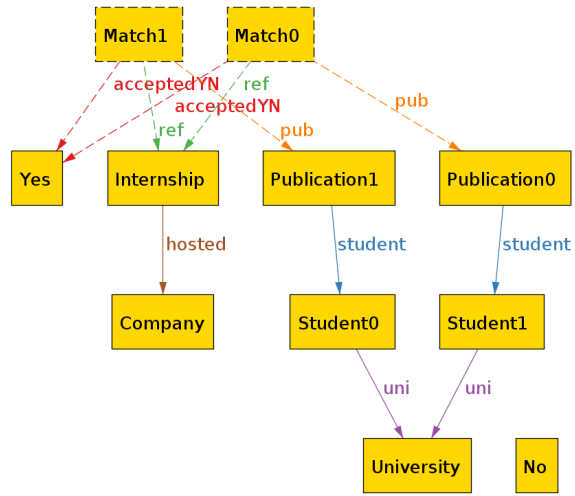 Match1
Match0
acceptedYN
ref
acceptedYN
pub
ref
pub
Yes
Internship
Publication1
Publication0
hosted
student
student
Company
Student0
Student1
uni
uni
University
No